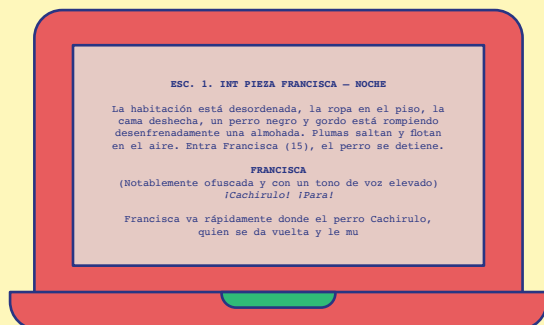 ESC. 1. INT PIEZA FRANCISCA – NOCHE
La habitación está desordenada, la ropa en el piso, la
cama deshecha, un perro negro y gordo está rompiendo
desenfrenadamente una almohada. Plumas saltan y flotan
en el aire. Entra Francisca (15), el perro se detiene.
FRANCISCA
(Notablemente ofuscada y con un tono de voz elevado)
¡Cachirulo! ¡Para!
Francisca va rápidamente donde el perro Cachirulo,
quien se da vuelta y le mu